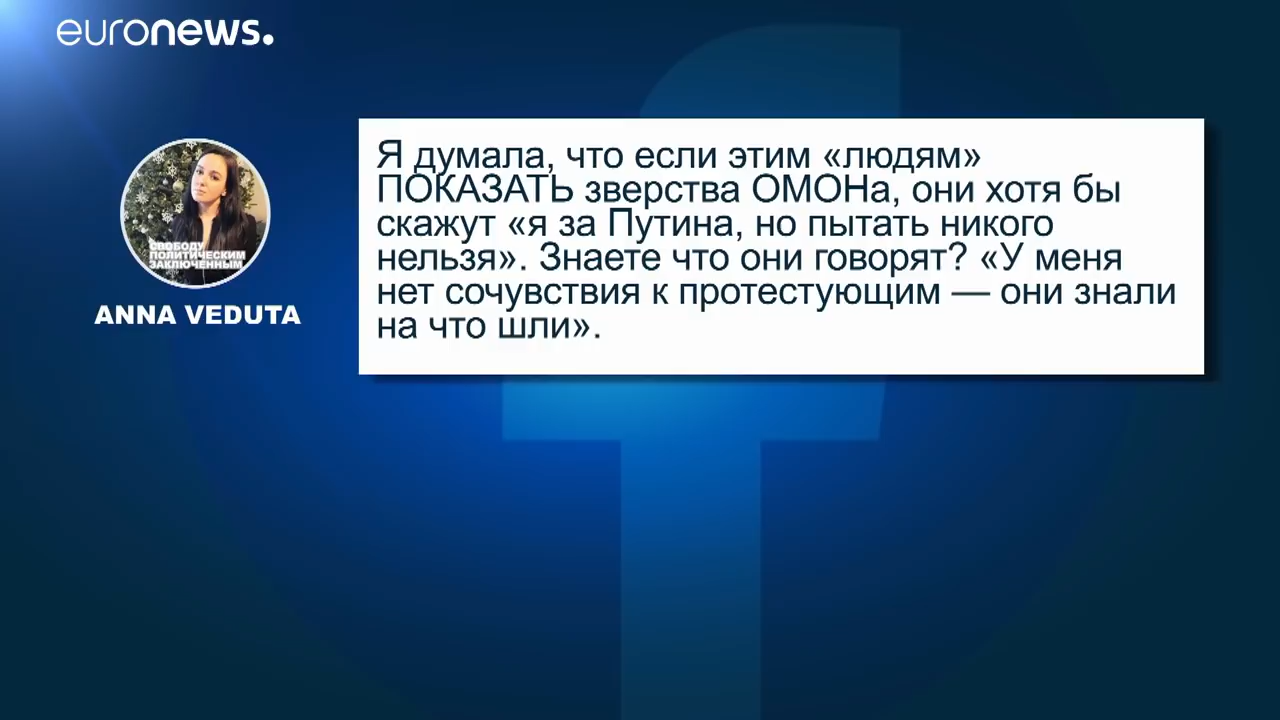 euronews.
Я думала, что если этим «людям»
ПОКАЗАТЬ зверства ОМОНа, они хотя бы
скажут «я за Путина, но пытать никого
нельзя». Знаете что они говорят? «У меня
нет сочувствия к протестующим — они знали
на что шли».
СВОБОДУ
ПОЛИТИЧЕСКИМ
ЗАКЛЮЧЕННЫМ
ANNA VEDUTA